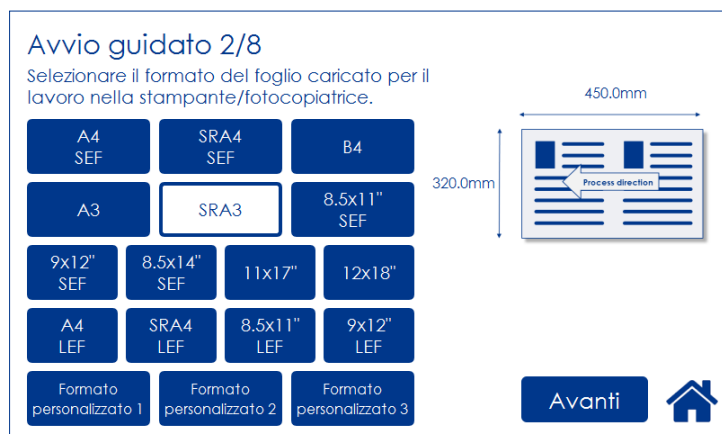 Avvio guidato 2/8
Selezionare il formato del foglio caricato per il
lavoro nella stampante/fotocopiatrice.
A4
SEF
SRA4
SEF
B4
A3
SRA3
8.5x11"
SEF
9x12"
SEF
8.5x14"
SEF
11x17"
12x18"
A4
LEF
SRA4
LEF
8.5x11"
LEF
9x12"
LEF
Formato
personalizzato 1
Formato
personalizzato 2
Formato
personalizzato 3
450.0mm
320.0mm
Process direction
Avanti